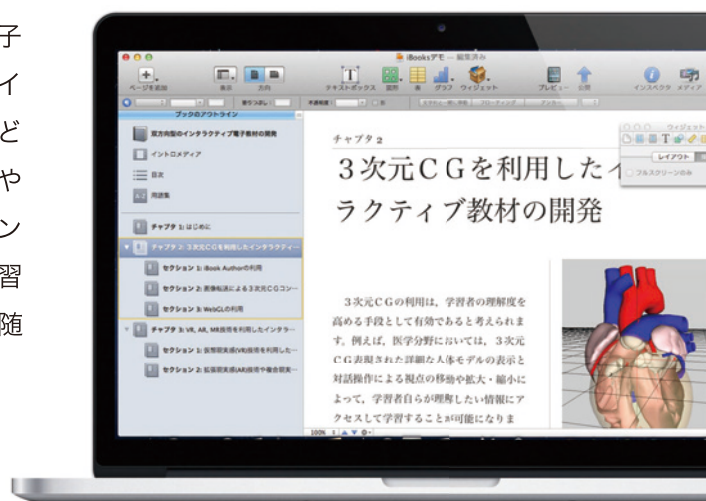 子
イ
ど
や
ン
習
随
iBooksデモ — 編集済み
ページを追加 表示 方向 テキストボックス 図形 表 グラフ ウィジェット プレビュー 公開 インスペクタ メディア
塗りつぶし: 不透明度:
ブックのアウトライン
双方向型のインタラクティブ電子教材の開発
イントロメディア
目次
用語集
チャプタ 1: はじめに
チャプタ 2: 3次元CGを利用したインタラクティ…
セクション 1: iBook Authorの利用
セクション 2: 画像転送による3次元CGコン…
セクション 3: WebGLの利用
チャプタ 3: VR, AR, MR技術を利用したインタラ…
セクション 1: 仮想現実感(VR)技術を利用した…
セクション 2: 拡張現実感(AR)技術や複合現実…
チャプタ 2
3次元CGを利用したイ
ラクティブ教材の開発
3次元CGの利用は，学習者の理解度を
高める手段として有効であると考えられま
す。例えば，医学分野においては，3次元
CG表現された詳細な人体モデルの表示と
対話操作による視点の移動や拡大・縮小に
よって，学習者自らが理解したい情報にア
クセスして学習することが可能になりま
100%
ウィジェット
レイアウト
フルスクリーンのみ